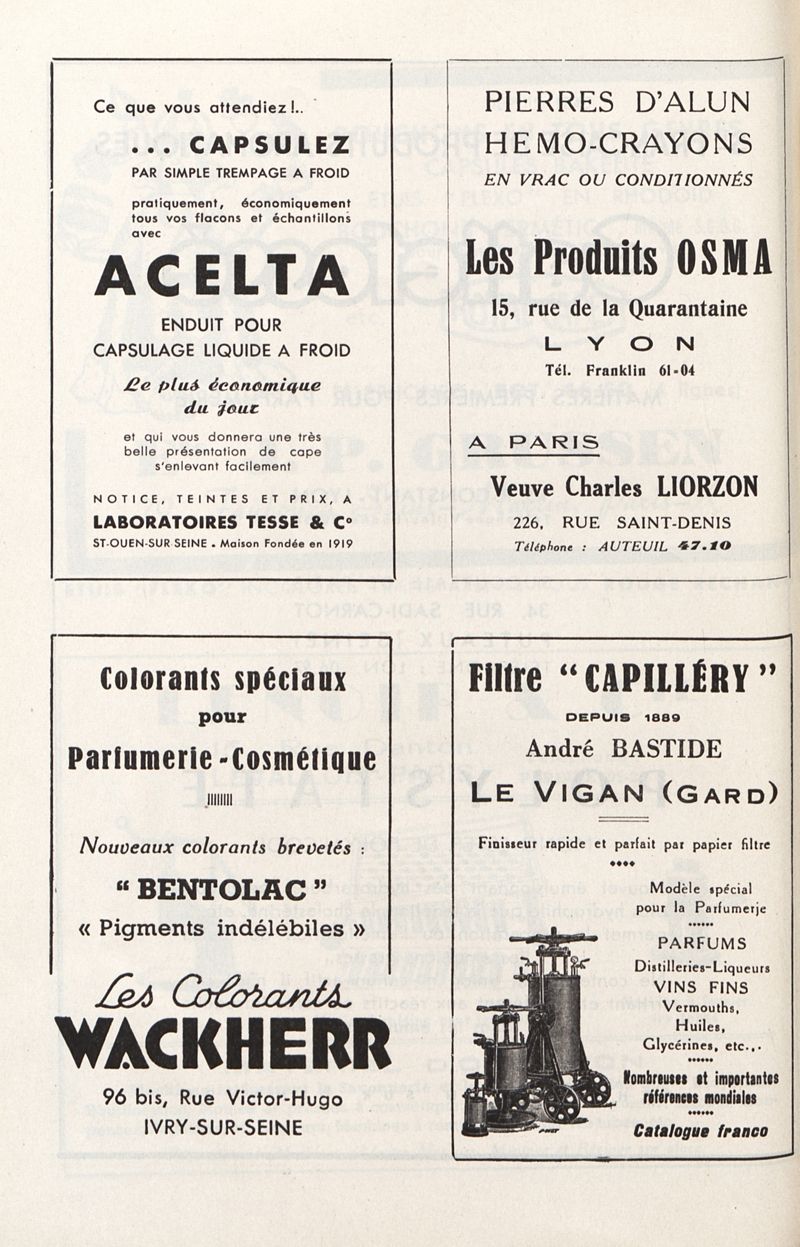 Ce que vous attendiez !..
... CAPSULEZ
PAR SIMPLE TREMPAGE A FROID
pratiquement, économiquement
tous vos flacons et échantillons
avec
ACELTA
ENDUIT POUR
CAPSULAGE LIQUIDE A FROID
Le plus économique
du jour
et qui vous donnera une très
belle présentation de cape
s'enlevant facilement
NOTICE, TEINTES ET PRIX, A
LABORATOIRES TESSE & Co
ST-OUEN-SUR SEINE . Maison Fondée en 1919
PIERRES D'ALUN
HEMO-CRAYONS
EN VRAC OU CONDITIONNÉS
Les Produits OSMA
15, rue de la Quarantaine
LYON
Tél. Franklin 61-04
A PARIS
Veuve Charles LIORZON
226, RUE SAINT-DENIS
Téléphone : AUTEUIL 47.10
Colorants spéciaux
pour
Parfumerie-Cosmétique
Nouveaux colorants brevetés :
“ BENTOLAC ”
« Pigments indélébiles »
Les Colorants
WACKHERR
96 bis, Rue Victor-Hugo
IVRY-SUR-SEINE
Filtre “ CAPILLÉRY ”
DEPUIS 1889
André BASTIDE
LE VIGAN (GARD)
Finisseur rapide et parfait par papier filtre
Modèle spécial
pour la Parfumerie
PARFUMS
Distilleries-Liqueurs
VINS FINS
Vermouths,
Huiles,
Glycérines, etc...
Nombreuses et importantes
références mondiales
Catalogue franco